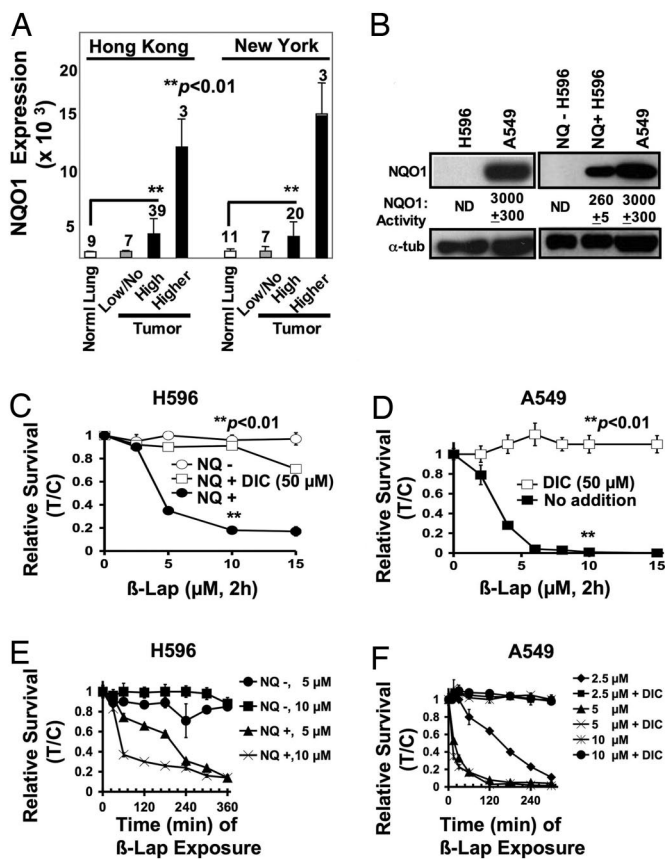 A
Hong Kong
New York
NQO1 Expression
(x 10 3)
20
15
10
5
**p<0.01
9
7
**
39
3
11
7
**
20
3
Norml Lung
Low/No
High
Higher
Tumor
Norml Lung
Low/No
High
Higher
Tumor
B
H596
A549
NQ - H596
NQ+ H596
A549
NQO1
NQO1:
Activity
ND
3000
±300
ND
260
±5
3000
±300
α-tub
C
H596
Relative Survival
(T/C)
1
0.8
0.6
0.4
0.2
0
**p<0.01
NQ -
NQ + DIC (50 µM)
NQ +
**
0
5
10
15
ß-Lap (µM, 2h)
D
A549
Relative Survival
(T/C)
1
0.8
0.6
0.4
0.2
0
**p<0.01
DIC (50 µM)
No addition
**
0
5
10
15
ß-Lap (µM, 2h)
E
H596
Relative Survival
(T/C)
1
0.8
0.6
0.4
0.2
0
NQ -, 5 µM
NQ -, 10 µM
NQ +, 5 µM
NQ +,10 µM
0
120
240
360
Time (min) of
ß-Lap Exposure
F
A549
Relative Survival
(T/C)
1
0.8
0.6
0.4
0.2
0
2.5 µM
2.5 µM + DIC
5 µM
5 µM + DIC
10 µM
10 µM + DIC
0
120
240
Time (min) of
ß-Lap Exposure